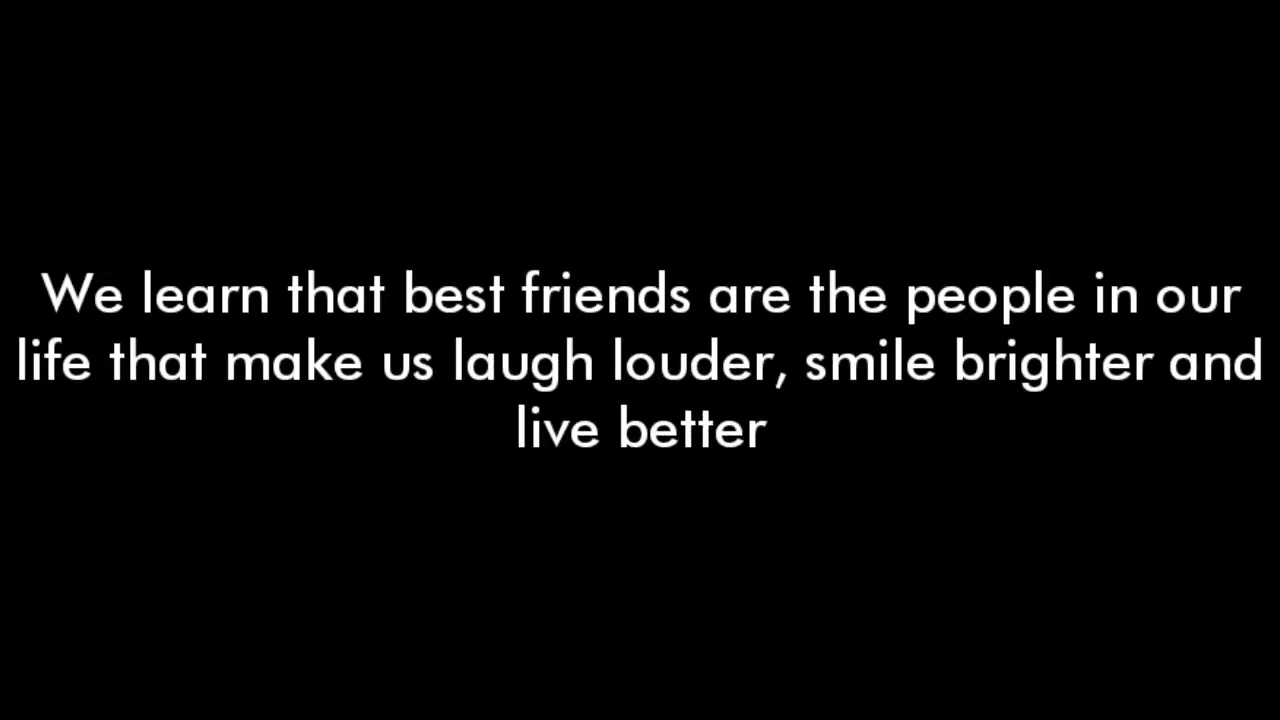 We learn that best friends are the people in our
life that make us laugh louder, smile brighter and
live better